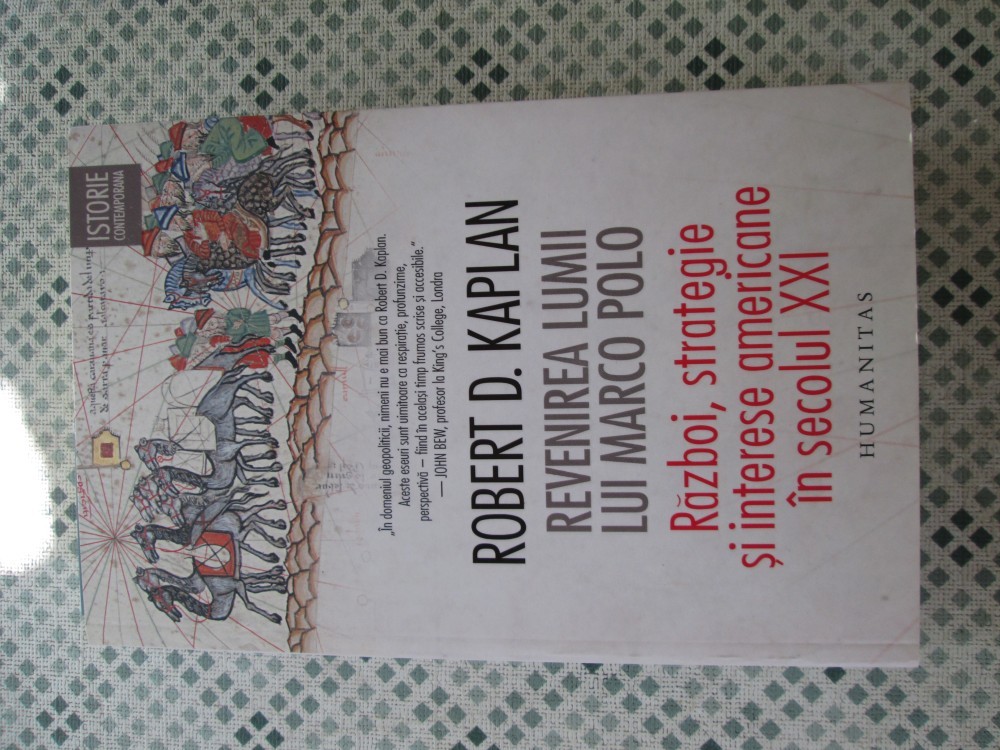 ISTORIE
CONTEMPORANĂ
„În domeniul geopoliticii, nimeni nu e mai bun ca Robert D. Kaplan.
Aceste eseuri sunt uimitoare ca respirație, profunzime,
perspectivă – fiind în același timp frumos scrise și accesibile.“
— JOHN BEW, profesor la King's College, Londra
ROBERT D. KAPLAN
REVENIREA LUMII
LUI MARCO POLO
Război, strategie
și interese americane
în secolul XXI
HUMANITAS